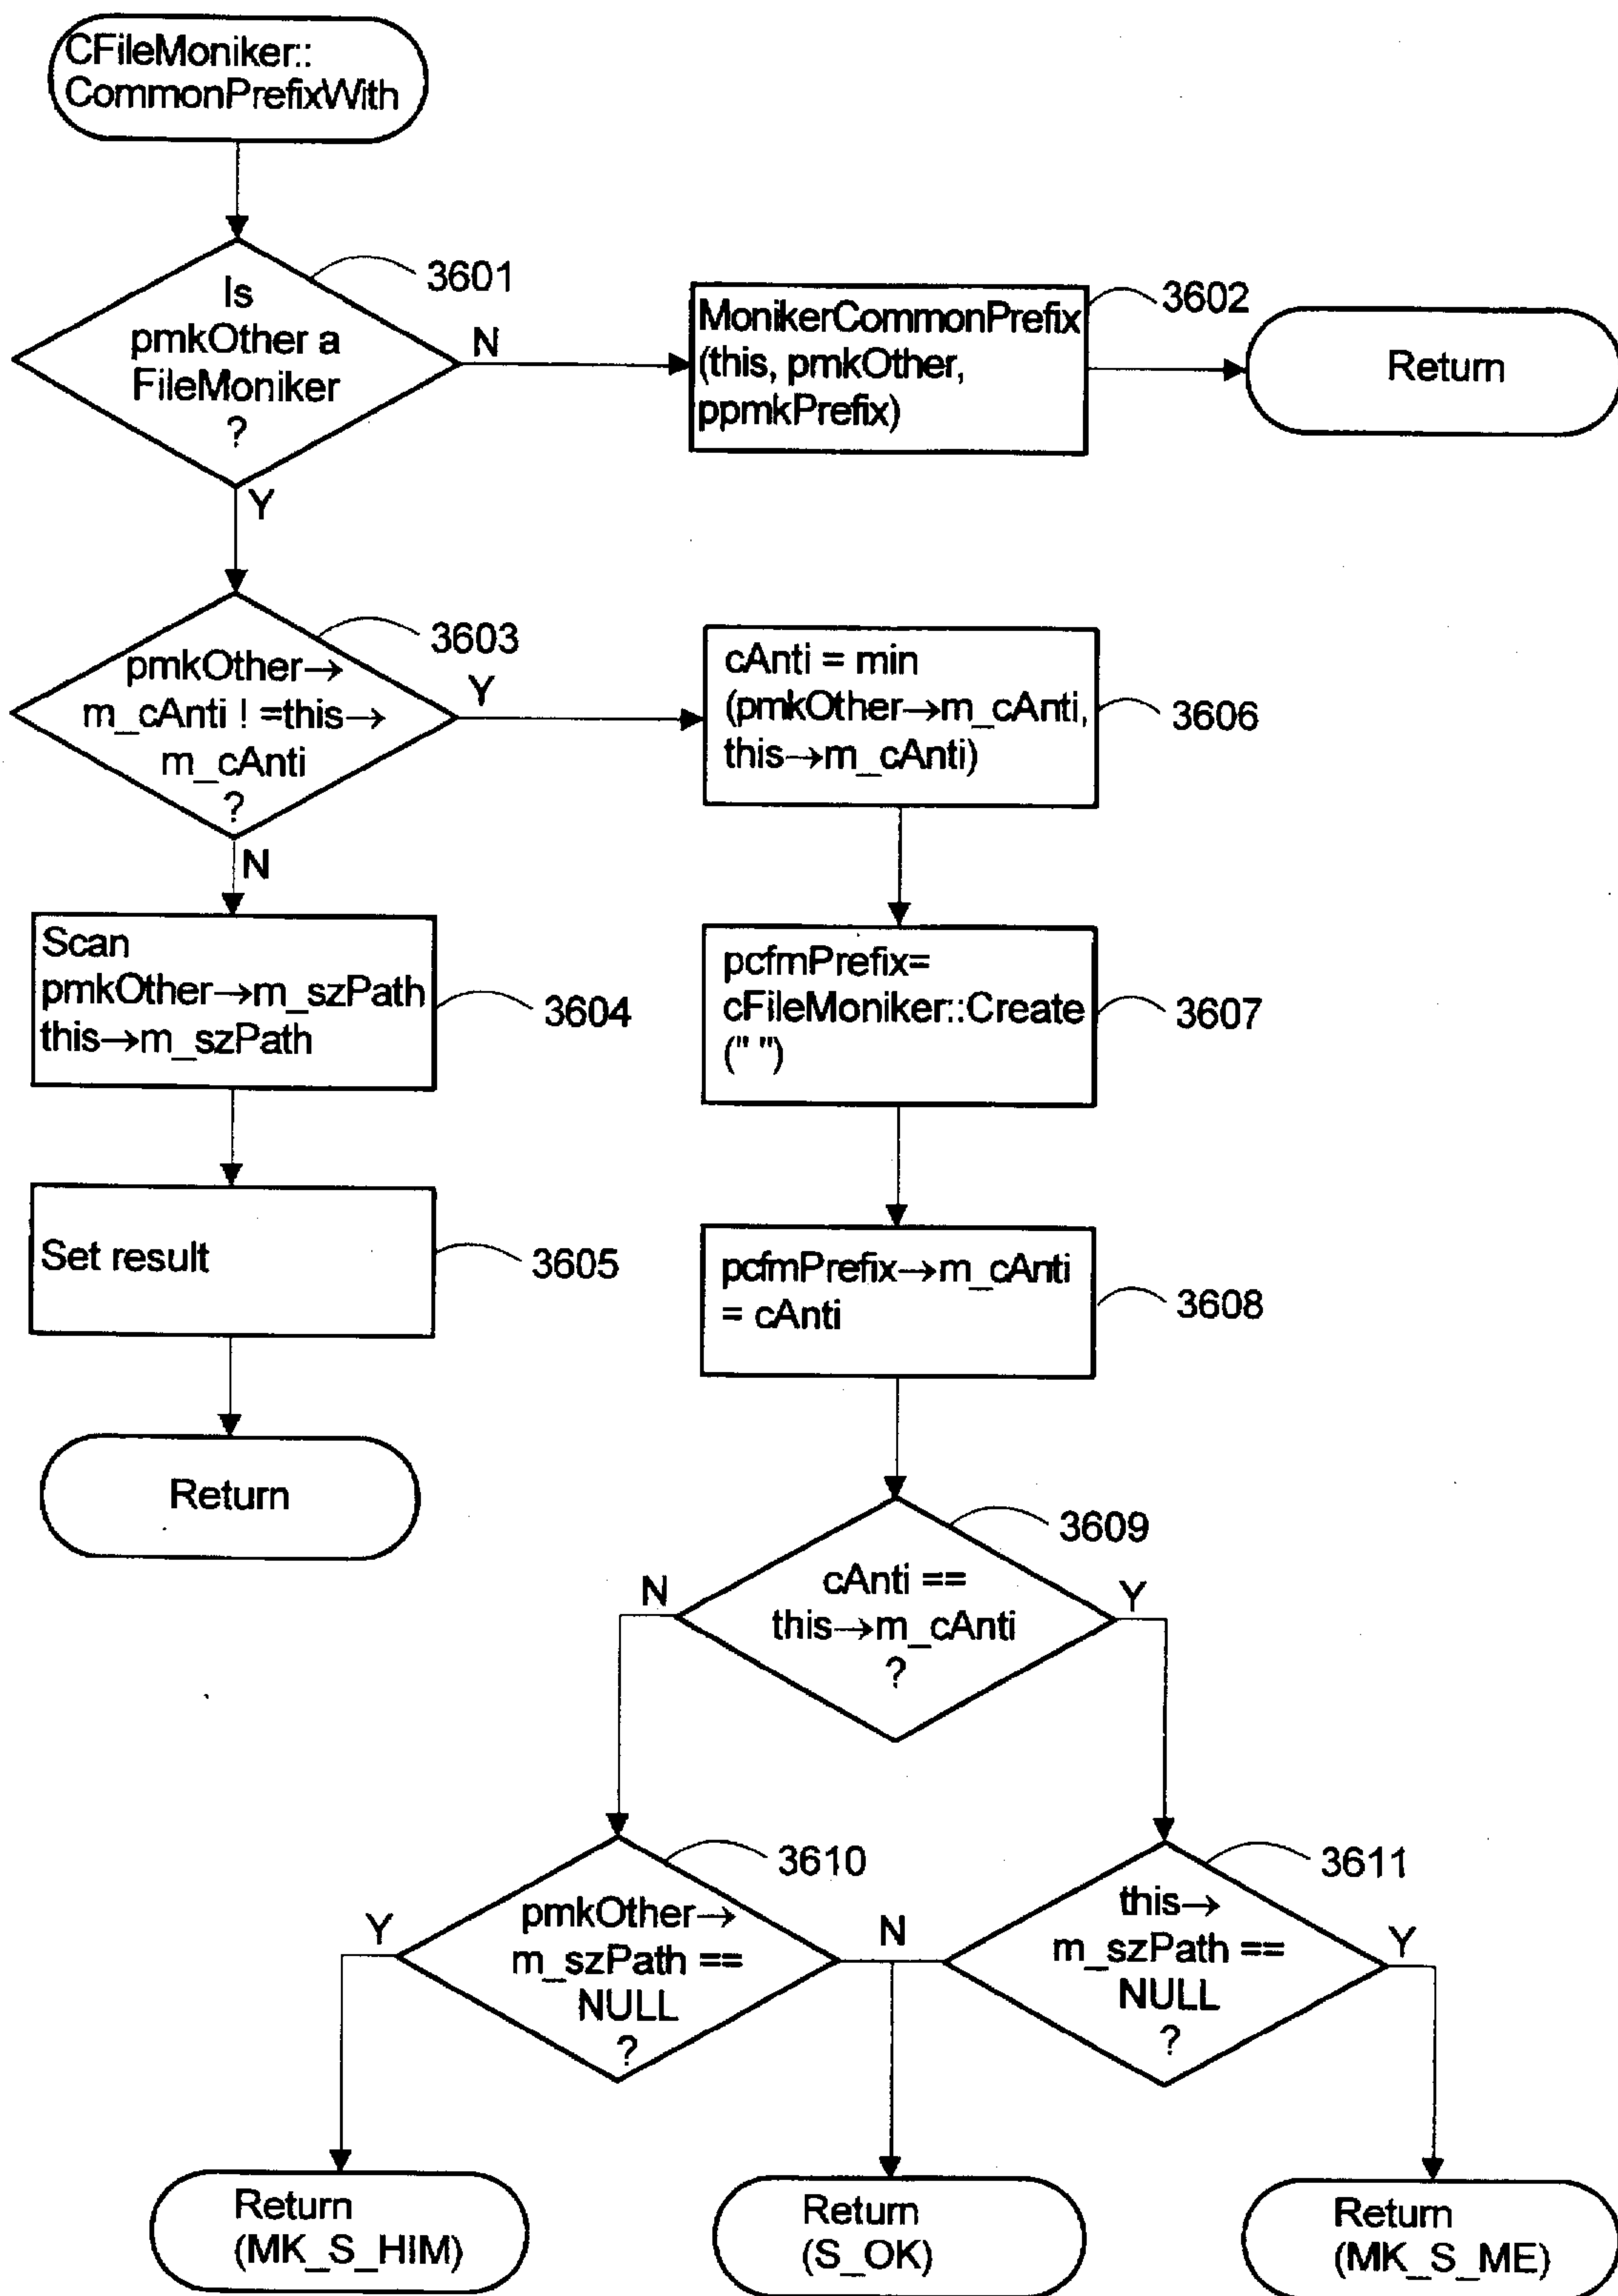 CFileMoniker::
CommonPrefixWith
Is
pmkOther a
FileMoniker
?
3601
N
Y
MonikerCommonPrefix
(this, pmkOther,
ppmkPrefix)
3602
Return
pmkOther→
m_cAnti ! =this→
m_cAnti
?
3603
Y
N
cAnti = min
(pmkOther→m_cAnti,
this→m_cAnti)
3606
Scan
pmkOther→m_szPath
this→m_szPath
3604
pcfmPrefix=
cFileMoniker::Create
(" ")
3607
Set result
3605
pcfmPrefix→m_cAnti
= cAnti
3608
Return
cAnti ==
this→m_cAnti
?
3609
N
Y
pmkOther→
m_szPath ==
NULL
?
3610
Y
N
this→
m_szPath ==
NULL
?
3611
Y
Return
(MK_S_HIM)
Return
(S_OK)
Return
(MK_S_ME)